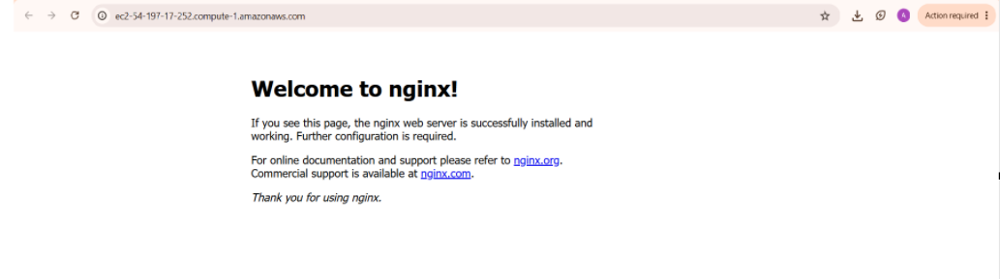 ec2-54-197-17-252.compute-1.amazonaws.com
A
Action required
Welcome to nginx!
If you see this page, the nginx web server is successfully installed and
working. Further configuration is required.
For online documentation and support please refer to nginx.org.
Commercial support is available at nginx.com.
Thank you for using nginx.